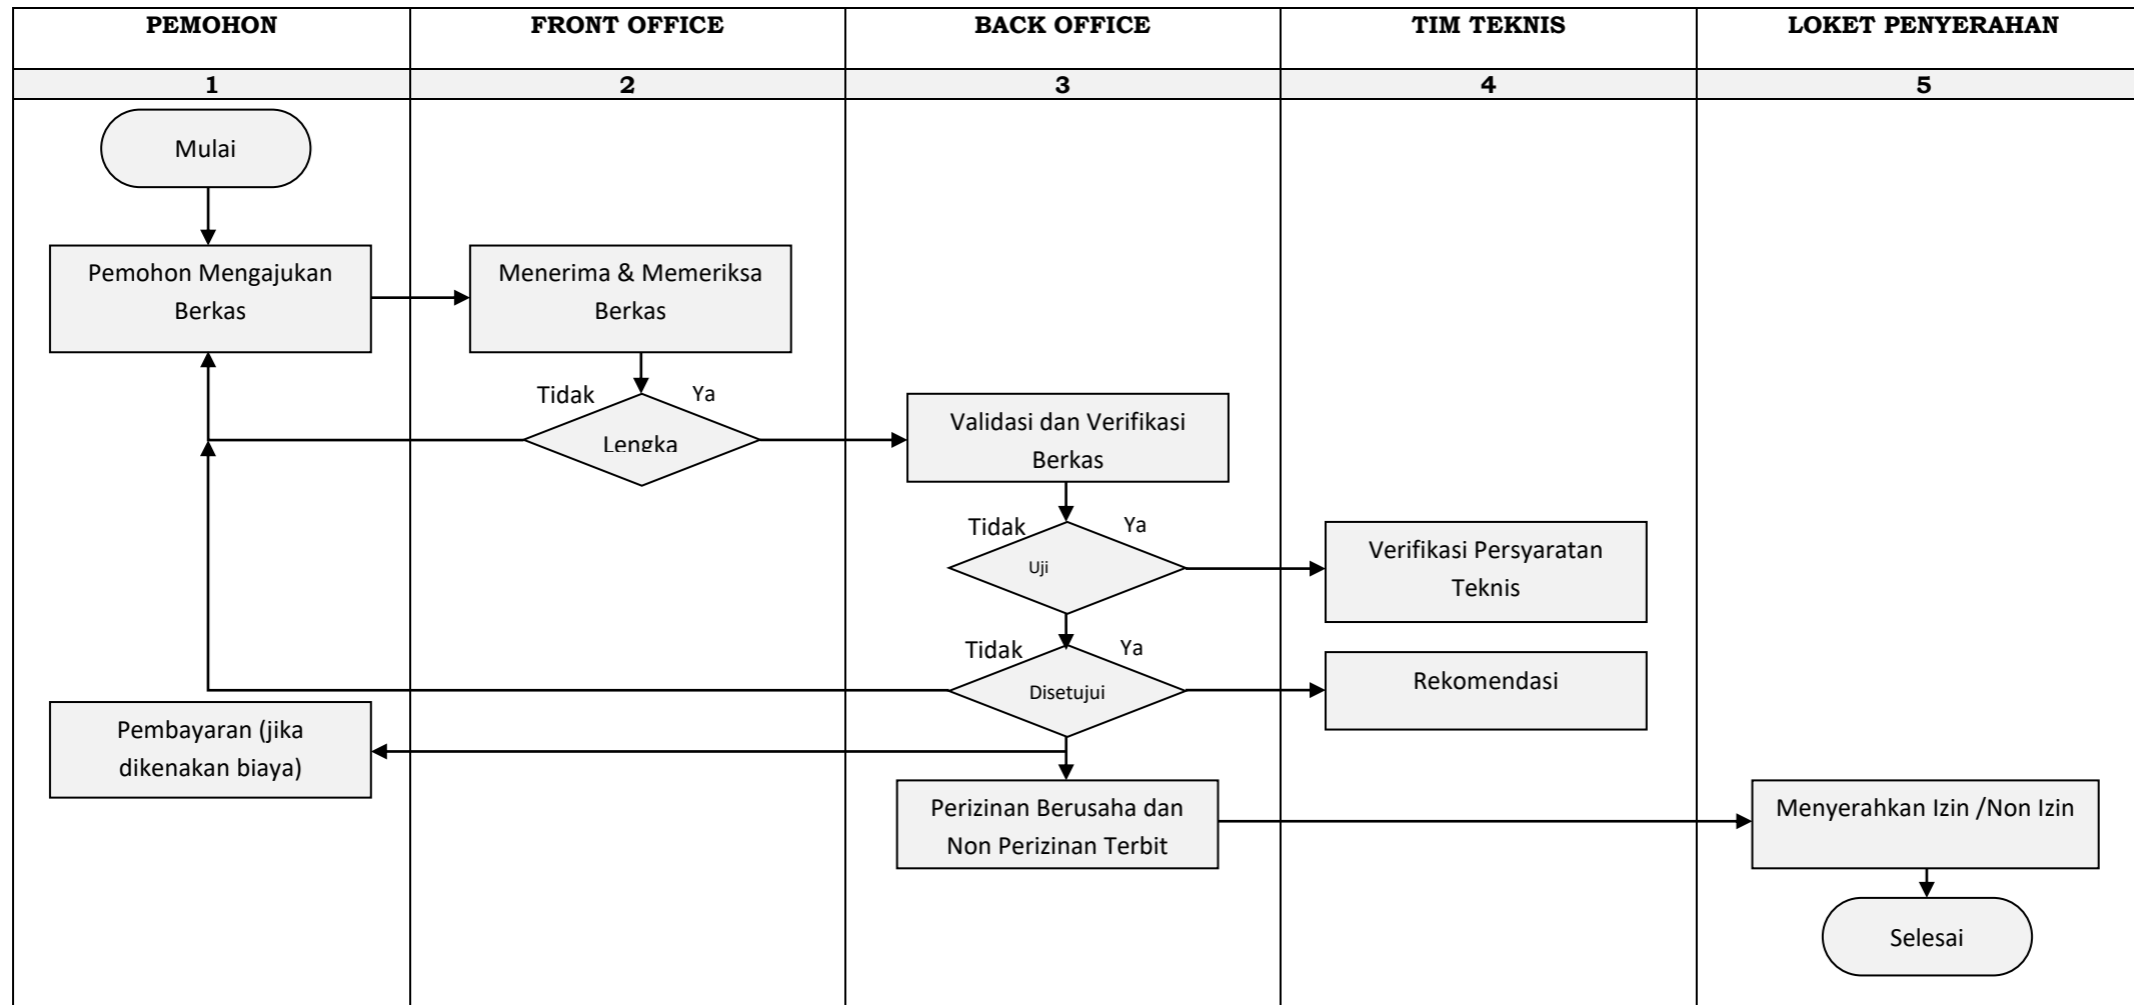 PEMOHON
FRONT OFFICE
BACK OFFICE
TIM TEKNIS
LOKET PENYERAHAN
1
2
3
4
5
Mulai
Pemohon Mengajukan
Berkas
Menerima & Memeriksa
Berkas
Tidak
Ya
Lengka
Validasi dan Verifikasi
Berkas
Tidak
Ya
Uji
Verifikasi Persyaratan
Teknis
Tidak
Ya
Disetujui
Rekomendasi
Pembayaran (jika
dikenakan biaya)
Perizinan Berusaha dan
Non Perizinan Terbit
Menyerahkan Izin /Non Izin
Selesai